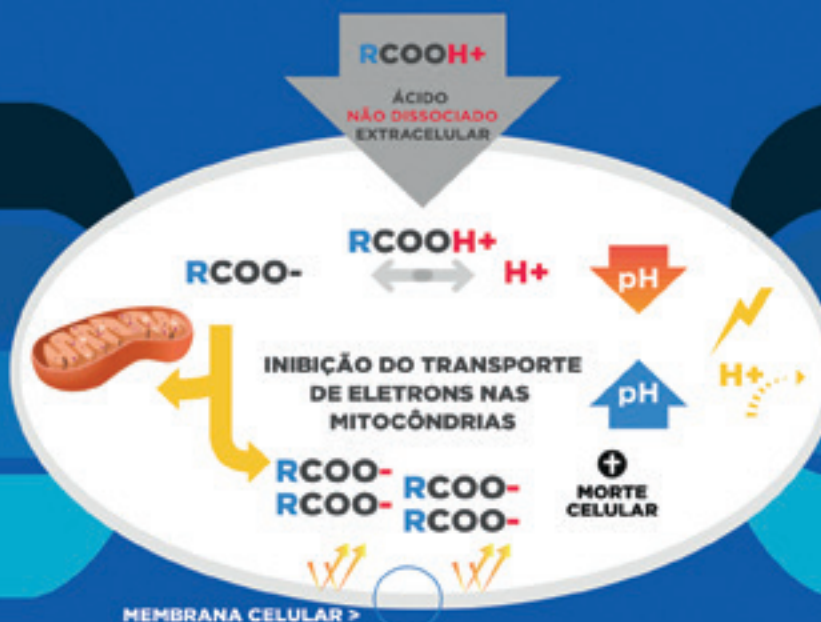 RCOOH+
ÁCIDO
NÃO DISSOCIADO
EXTRACELULAR
RCOOH+
RCOO-
H+
pH
INIBIÇÃO DO TRANSPORTE
DE ELETRONS NAS
MITOCÔNDRIAS
pH
H+
RCOO-
RCOO-
RCOO-
RCOO-
MORTE
CELULAR
MEMBRANA CELULAR >